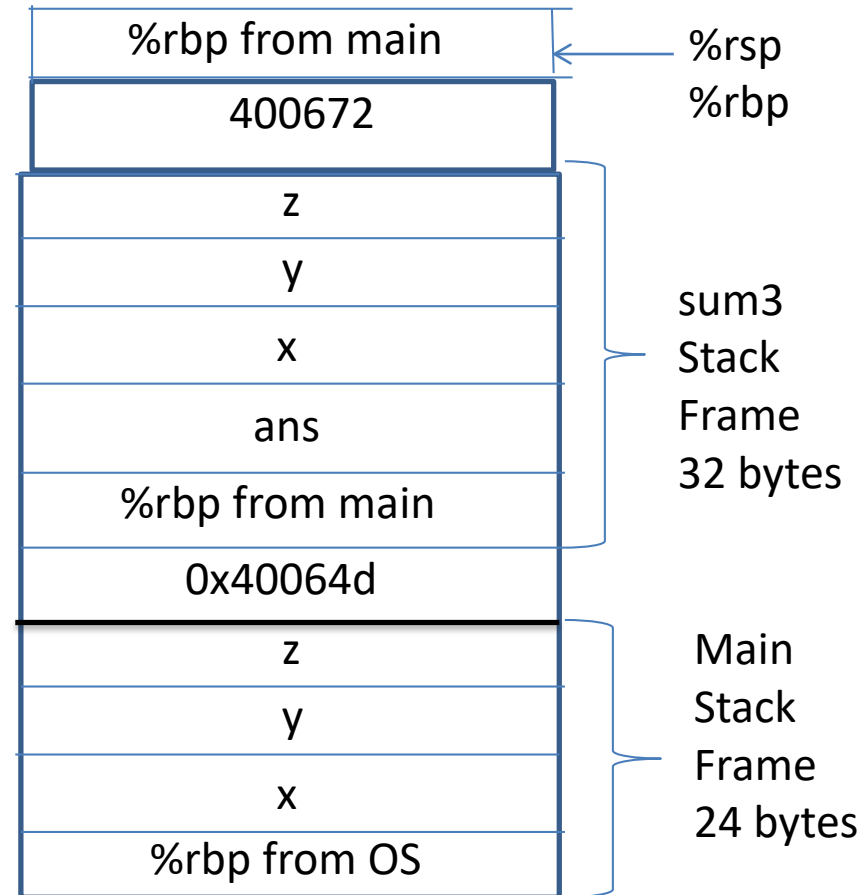 %rbp from main
%rsp
%rbp
400672
z
y
x
ans
%rbp from main
sum3
Stack
Frame
32 bytes
0x40064d
z
y
x
%rbp from OS
Main
Stack
Frame
24 bytes